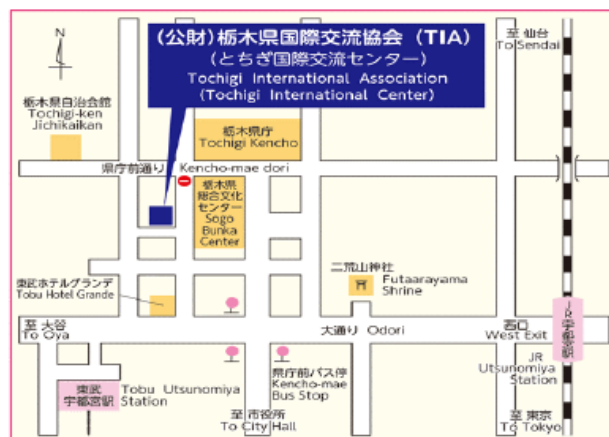 (公財)栃木県国際交流協会 (TIA)
(とちぎ国際交流センター)
Tochigi International Association
(Tochigi International Center)
至 仙台
To Sendai
N
栃木県自治会館
Tochigi-ken
Jichikaikan
栃木県庁
Tochigi Kencho
県庁前通り Kencho-mae dori
栃木県
総合文化
センター
Sogo
Bunka
Center
二荒山神社
Futaarayama
Shrine
東武ホテルグランデ
Tobu Hotel Grande
至 大谷
To Oya
大通り Odori
西口
West Exit
JR宇都宮駅
JR
Utsunomiya
Station
県庁前バス停
Kencho-mae
Bus Stop
東武
宇都宮駅
Tobu Utsunomiya
Station
至 市役所
To City Hall
至 東京
To Tokyo